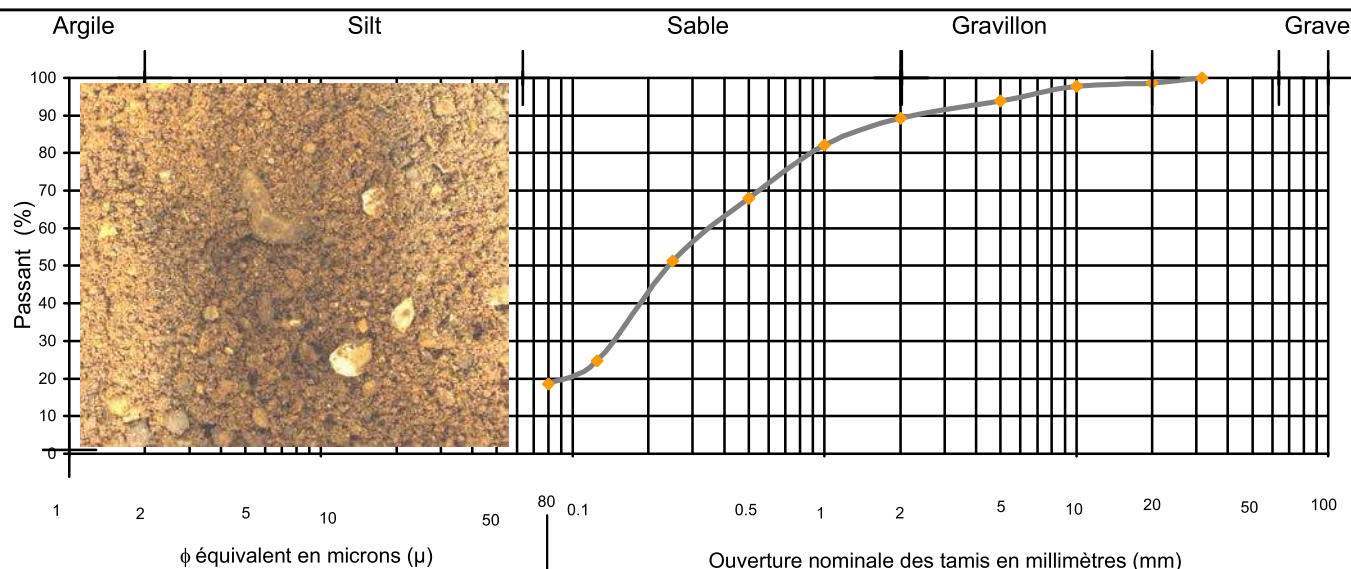 Argile Silt Sable Gravillon Grave
100
90
80
70
60
50
40
30
20
10
0
Passant (%)
1 2 5 10 50 80 0.1 0.5 1 2 5 10 20 50 100
ϕ équivalent en microns (µ) Ouverture nominale des tamis en millimètres (mm)